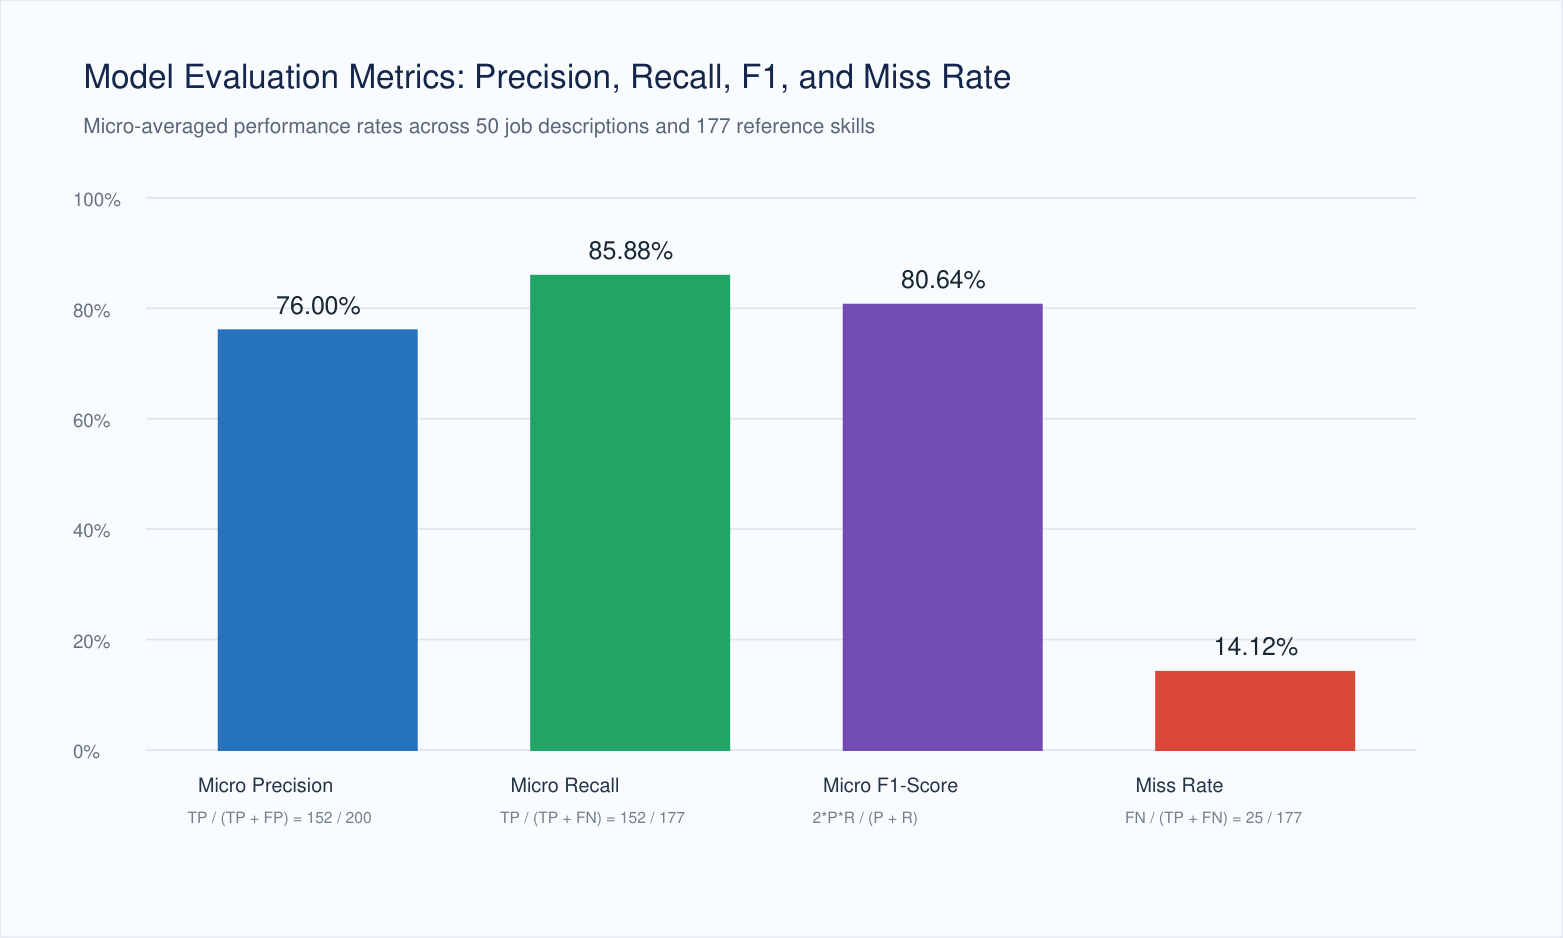 Model Evaluation Metrics: Precision, Recall, F1, and Miss Rate
Micro-averaged performance rates across 50 job descriptions and 177 reference skills
100%
80%
60%
40%
20%
0%
76.00%
85.88%
80.64%
14.12%
Micro Precision
TP / (TP + FP) = 152 / 200
Micro Recall
TP / (TP + FN) = 152 / 177
Micro F1-Score
2*P*R / (P + R)
Miss Rate
FN / (TP + FN) = 25 / 177